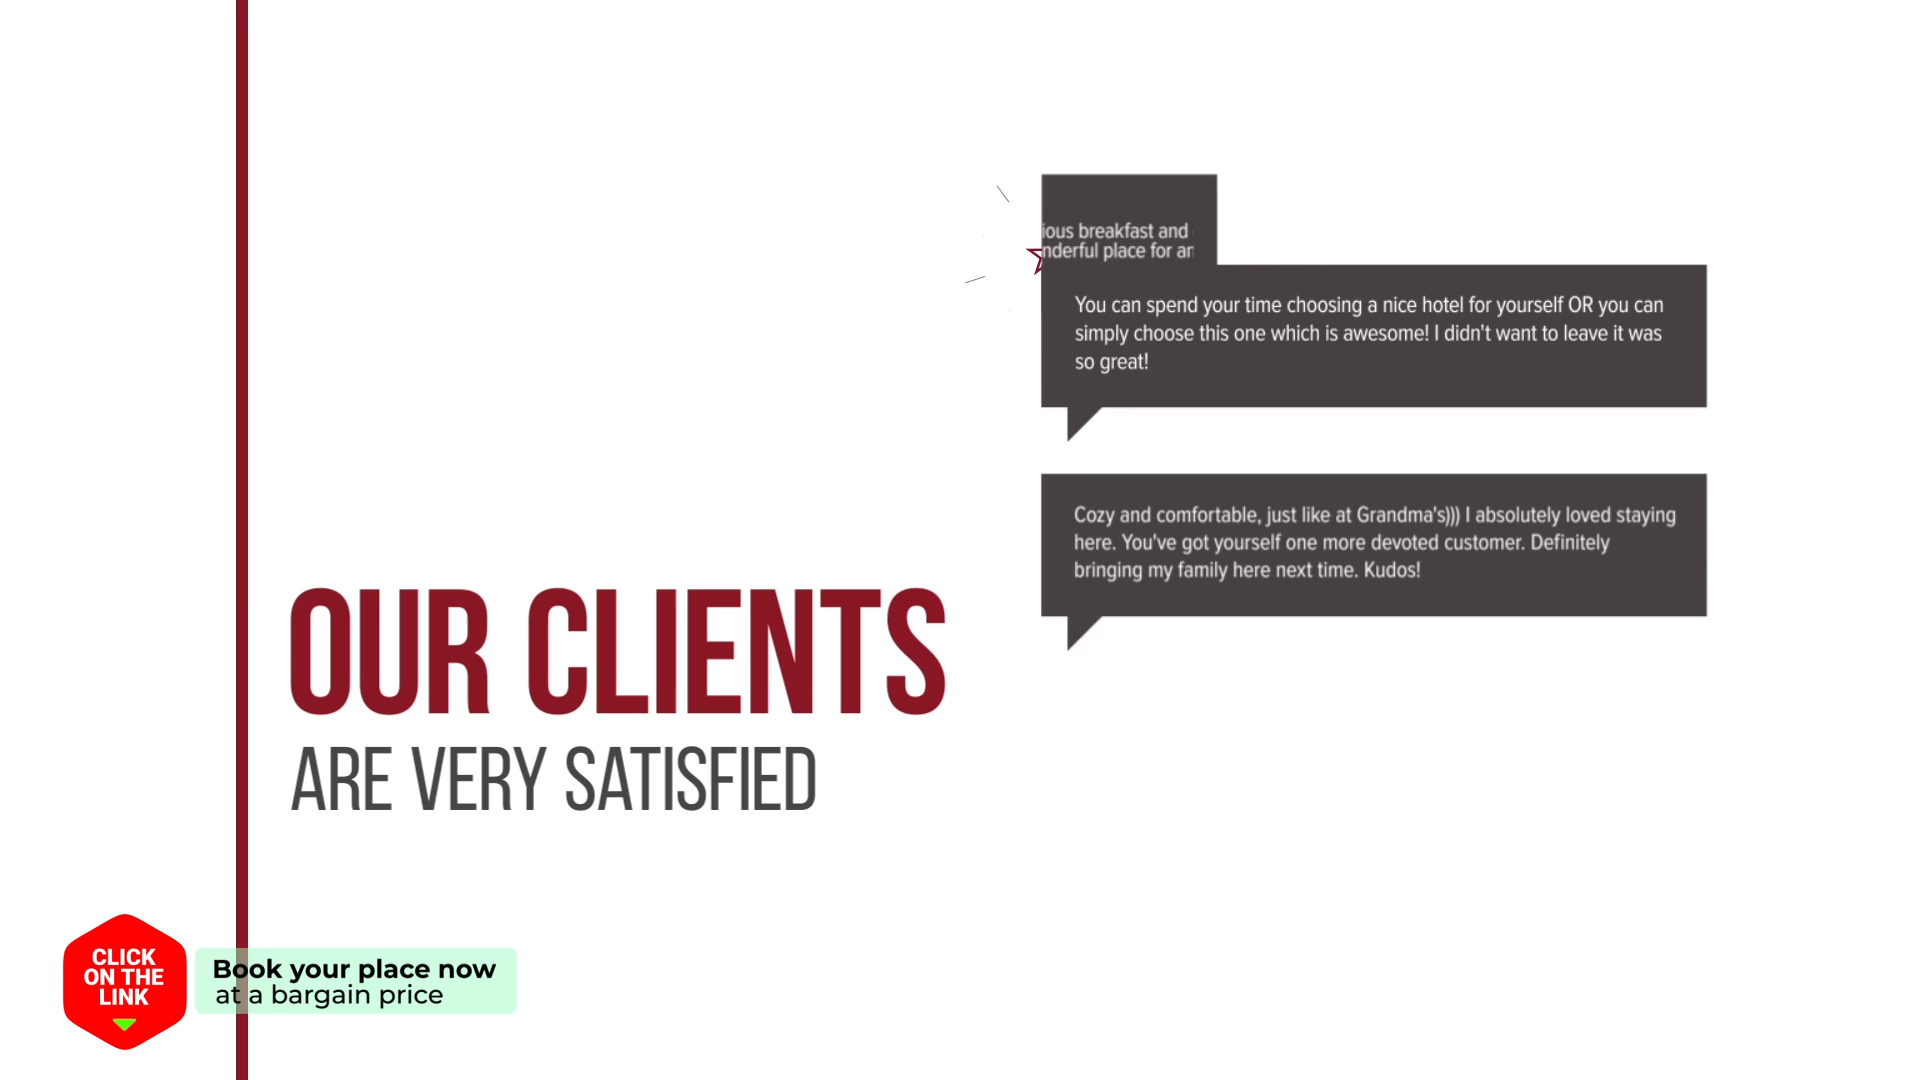 breakfast and
place for
You can spend your time choosing a nice hotel for yourself OR you can
simply choose this one which is awesome! I didn't want to leave it was
so great!
Cozy and comfortable, just like at Grandma's))) I absolutely loved staying
here. You've got yourself one more devoted customer. Definitely
bringing my family here next time. Kudos!
OUR CLIENTS
ARE VERY SATISFIED
CLICK
ON THE
LINK
Book your place now
at a bargain price